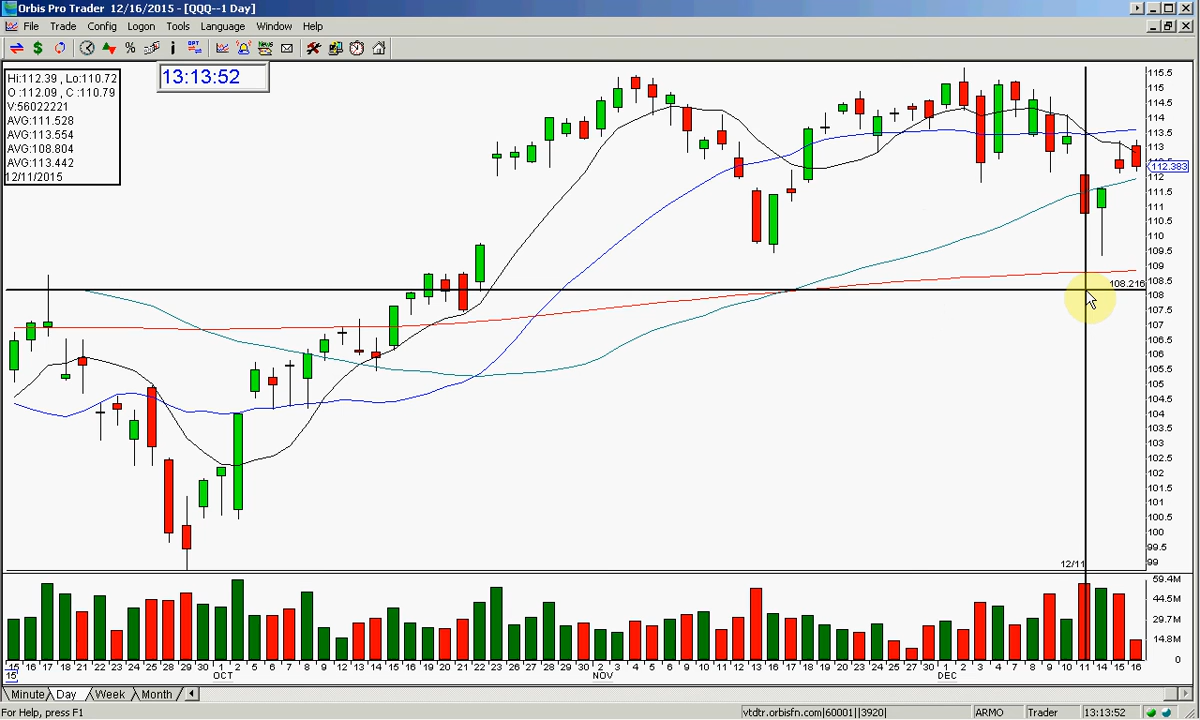 Orbis Pro Trader 12/16/2015 - [QQQ--1 Day]
File Trade Config Logon Tools Language Window Help
13:13:52
Hi:112.39 , Lo:110.72
O :112.09 , C :110.79
V:56022221
AVG:111.528
AVG:113.554
AVG:108.804
AVG:113.442
12/11/2015
115.5
115
114.5
114
113.5
113
112.383
112
111.5
111
110.5
110
109.5
109
108.5
108.216
108
107.5
107
106.5
106
105.5
105
104.5
104
103.5
103
102.5
102
101.5
101
100.5
100
99.5
99
12/11
59.4M
44.5M
29.7M
14.8M
0
15 16 17 18 21 22 23 24 25 28 29 30 1 2 5 6 7 8 9 12 13 14 15 16 19 20 21 22 23 26 27 28 29 30 2 3 4 5 6 9 10 11 12 13 16 17 18 19 20 23 24 25 27 30 1 2 3 4 7 8 9 10 11 14 15 16
15 OCT NOV DEC
Minute Day Week Month
For Help, press F1 vtdtr.orbisfn.com|60001||3920| ARMO Trader 13:13:52